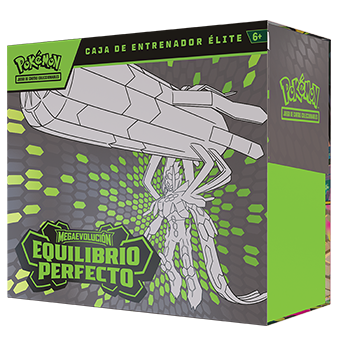 CAJA DE ENTRENADOR ÉLITE
6+
POKÉMON
JUEGO DE CARTAS COLECCIONABLES
POKÉMON
JUEGO DE CARTAS COLECCIONABLES
MEGAEVOLUCIÓN
EQUILIBRIO
PERFECTO